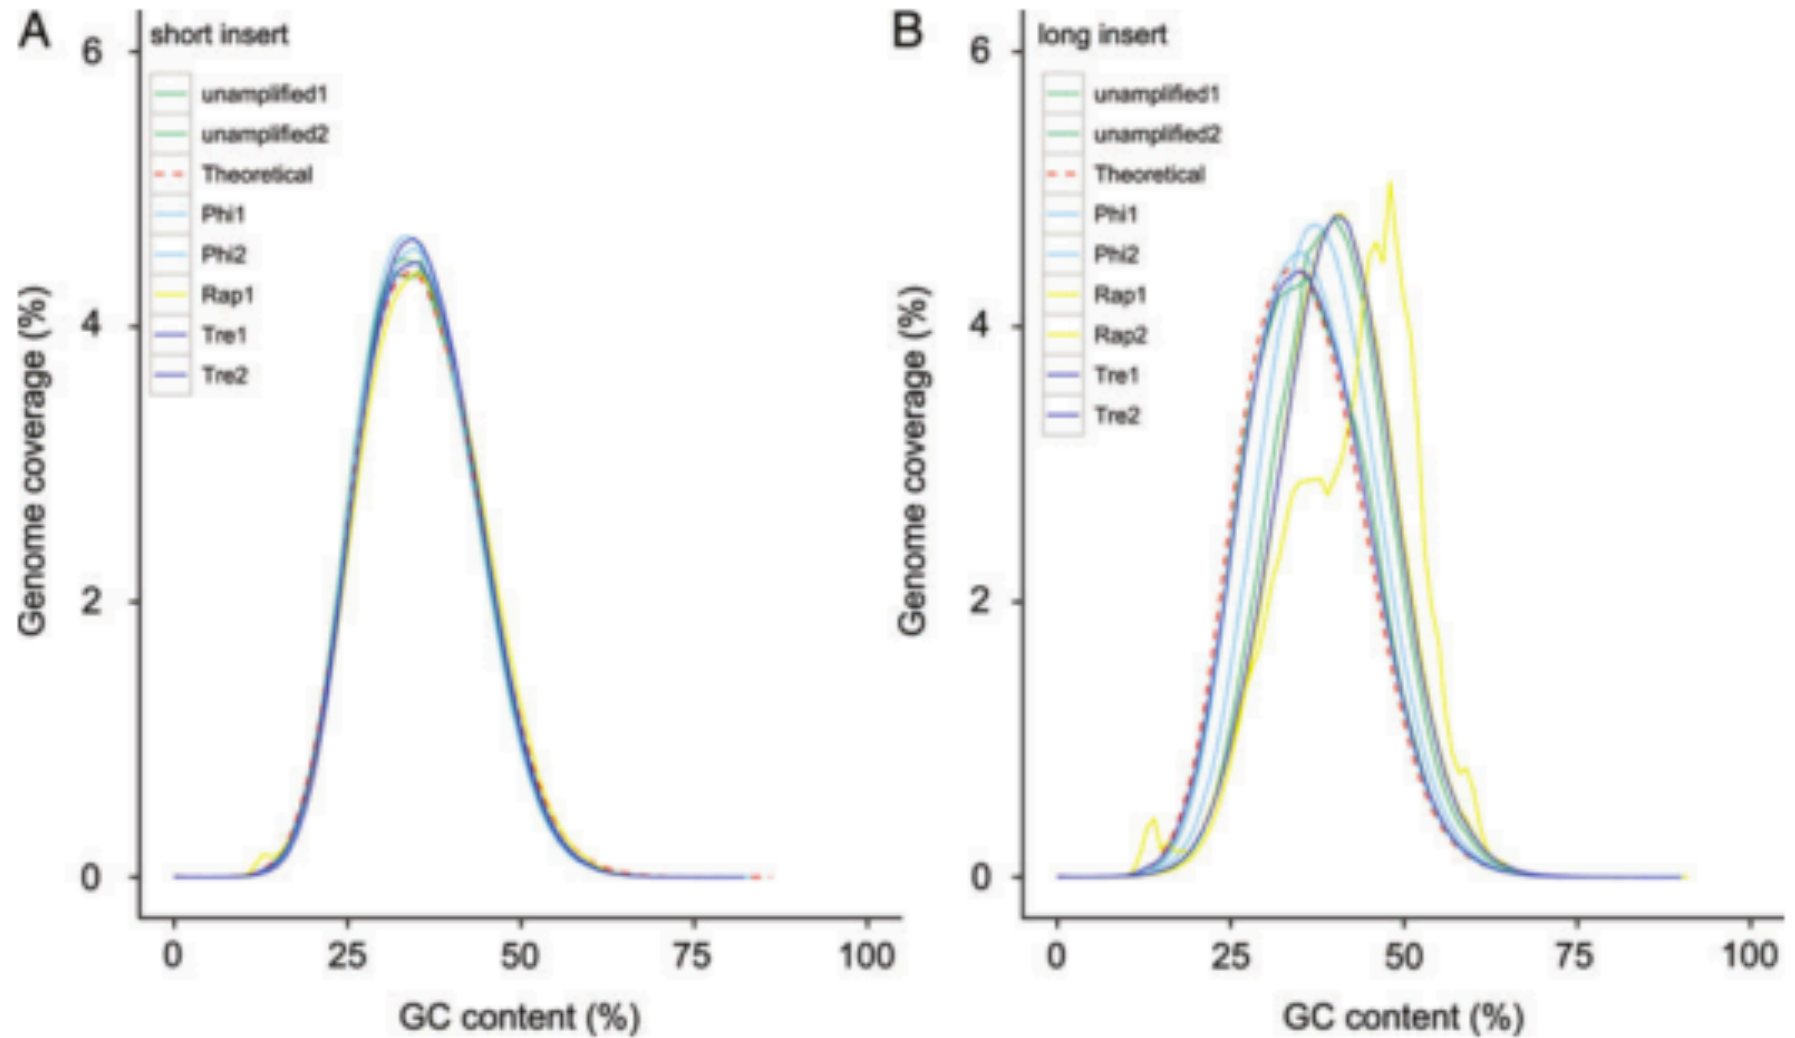 A
short insert
6
unamplified1
unamplified2
Theoretical
Phi1
Phi2
Rap1
Tre1
Tre2
4
2
0
Genome coverage (%)
0 25 50 75 100
GC content (%)
B
long insert
6
unamplified1
unamplified2
Theoretical
Phi1
Phi2
Rap1
Rap2
Tre1
Tre2
4
2
0
Genome coverage (%)
0 25 50 75 100
GC content (%)